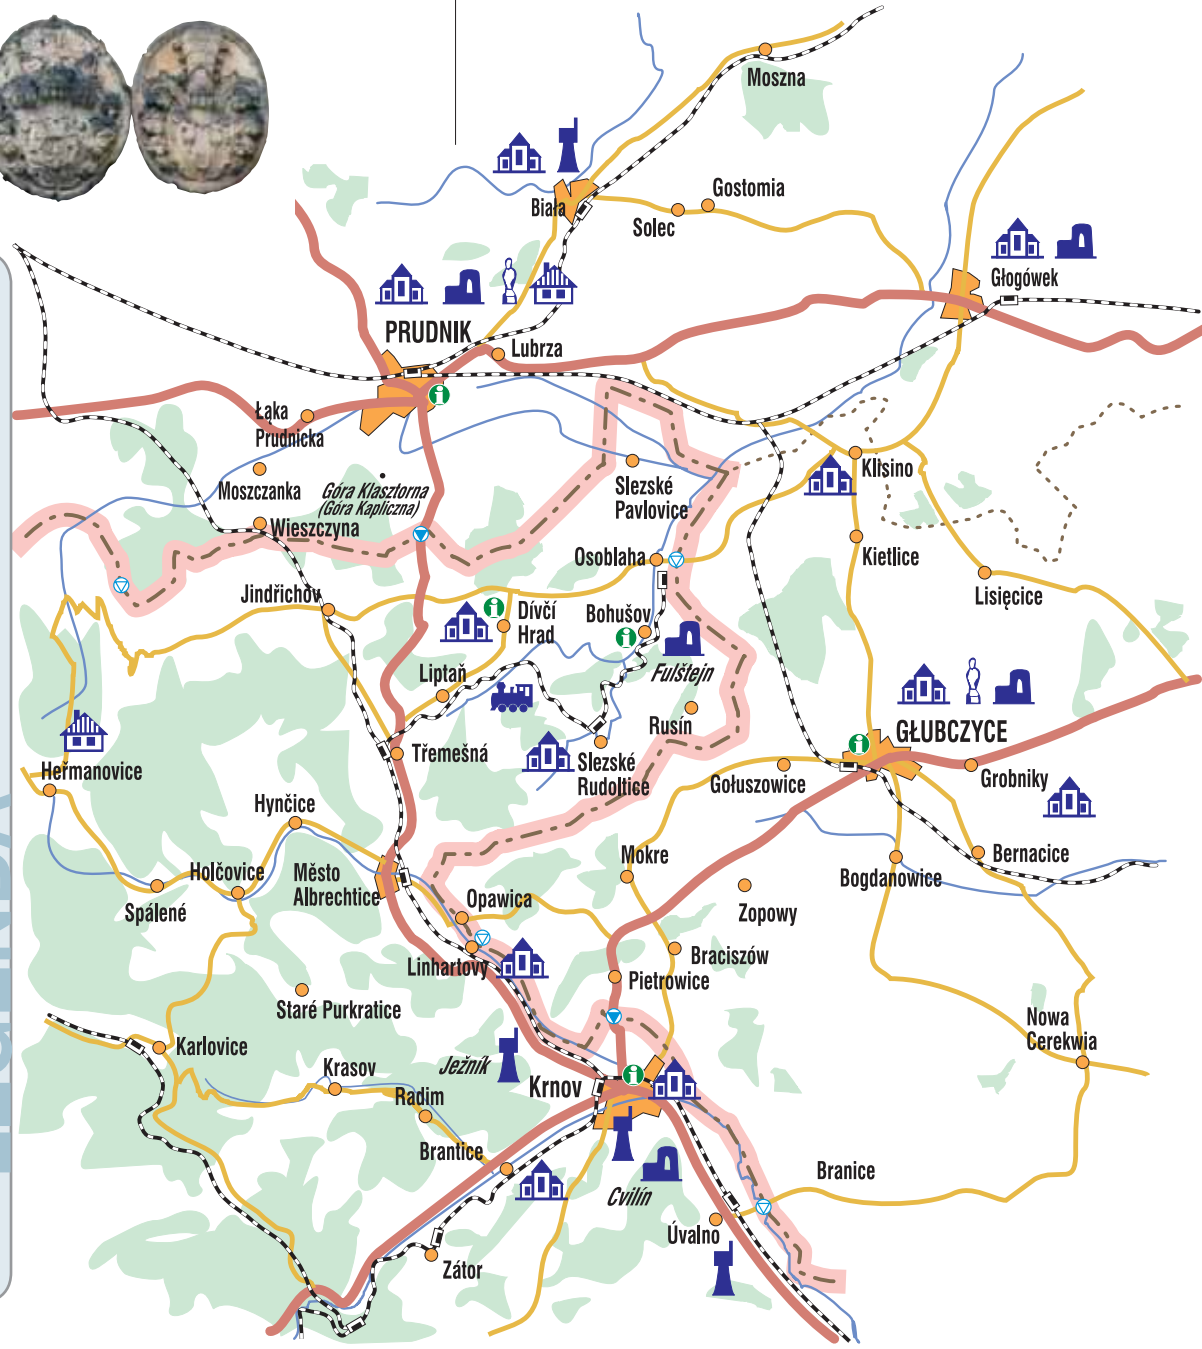 Moszna
Biała
Gostomia
Solec
Głogówek
PRUDNIK
Lubrza
Łąka
Prudnicka
Klisino
Moszczanka
Góra Klasztorna
(Góra Kapliczna)
Slezské
Pavlovice
Wieszczyna
Osoblaha
Kietlice
Jindřichov
Dívčí
Hrad
Bohušov
Lisięcice
Liptaň
Fulštejn
Rusín
GŁUBCZYCE
Třemešná
Slezské
Rudoltice
Gołuszowice
Grobniky
Heřmanovice
Hynčice
Mokre
Bernacice
Holčovice
Město
Albrechtice
Bogdanowice
Spálené
Opawica
Zopowy
Linhartovy
Braciszów
Pietrowice
Staré Purkratice
Nowa
Cerekwia
Karlovice
Ježník
Krasov
Krnov
Radim
Brantice
Branice
Cvilín
Úvalno
Zátor